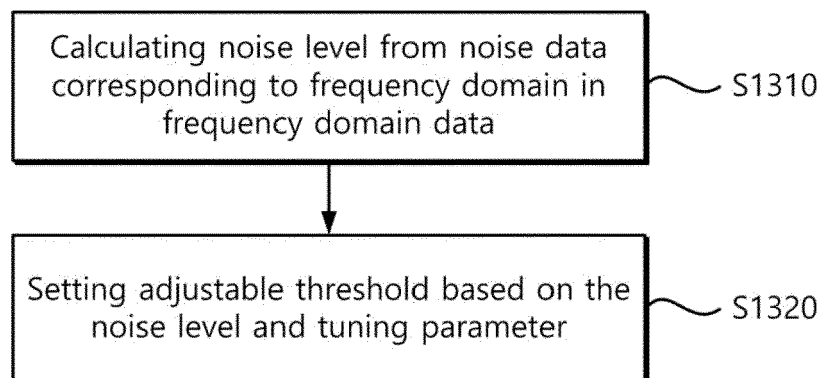 Calculating noise level from noise data
corresponding to frequency domain in
frequency domain data
S1310
Setting adjustable threshold based on the
noise level and tuning parameter
S1320